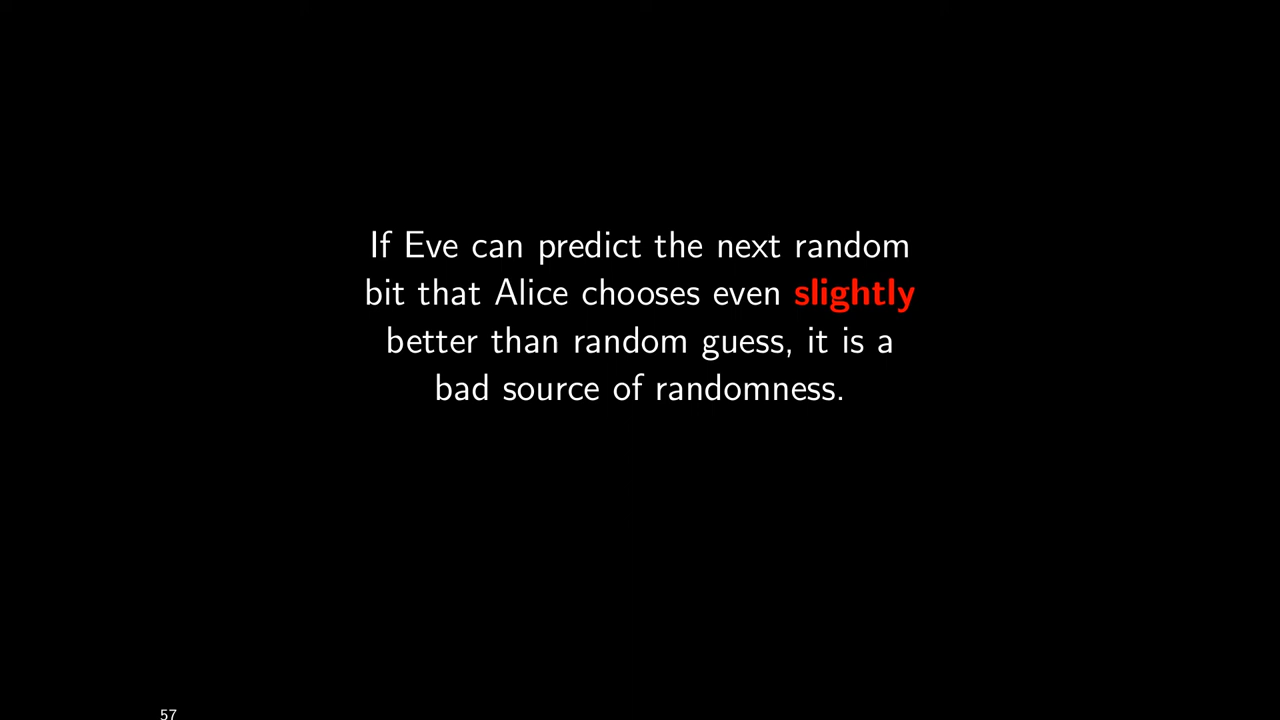 If Eve can predict the next random
bit that Alice chooses even slightly
better than random guess, it is a
bad source of randomness.
57